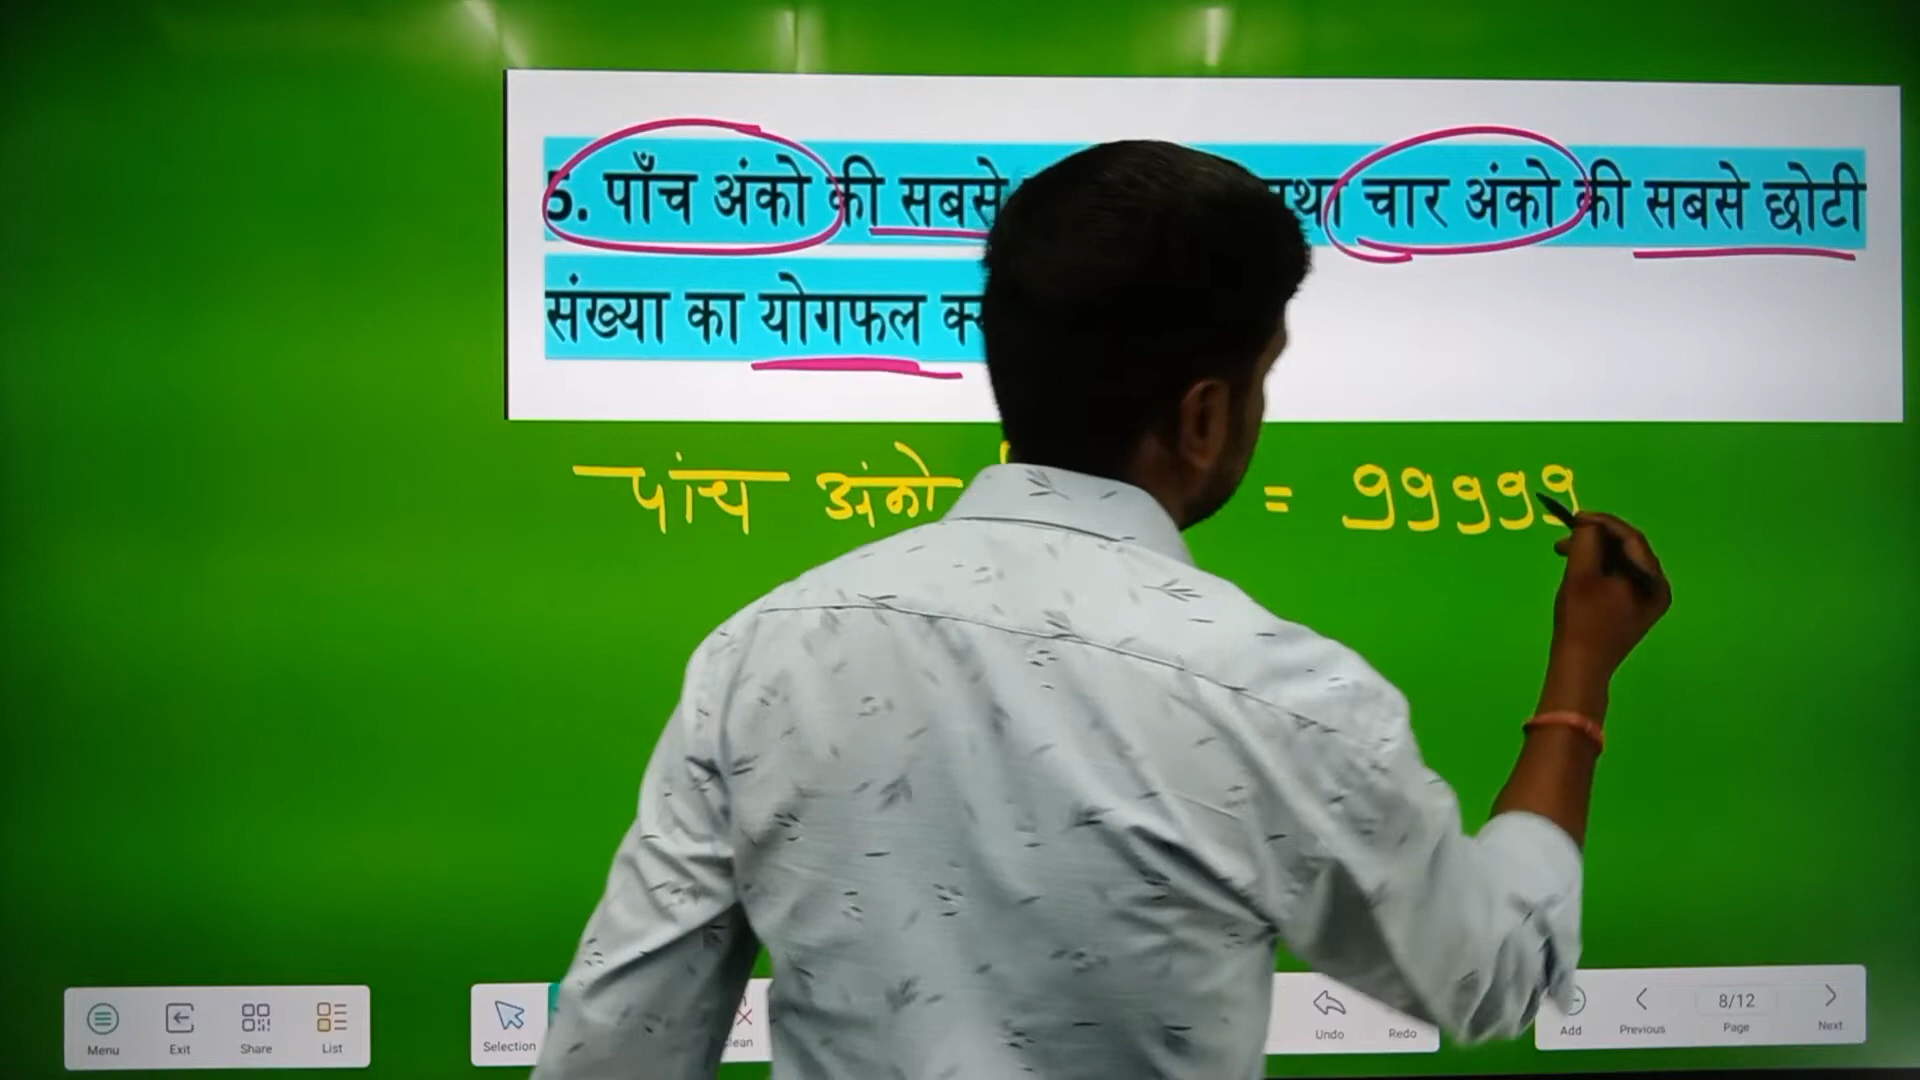 5. पाँच अंको की सबसे तथा चार अंको की सबसे छोटी
संख्या का योगफल
पांच अंको = 99999
Menu Exit Share List Selection Undo Redo Add Previous 8/12 Page Next